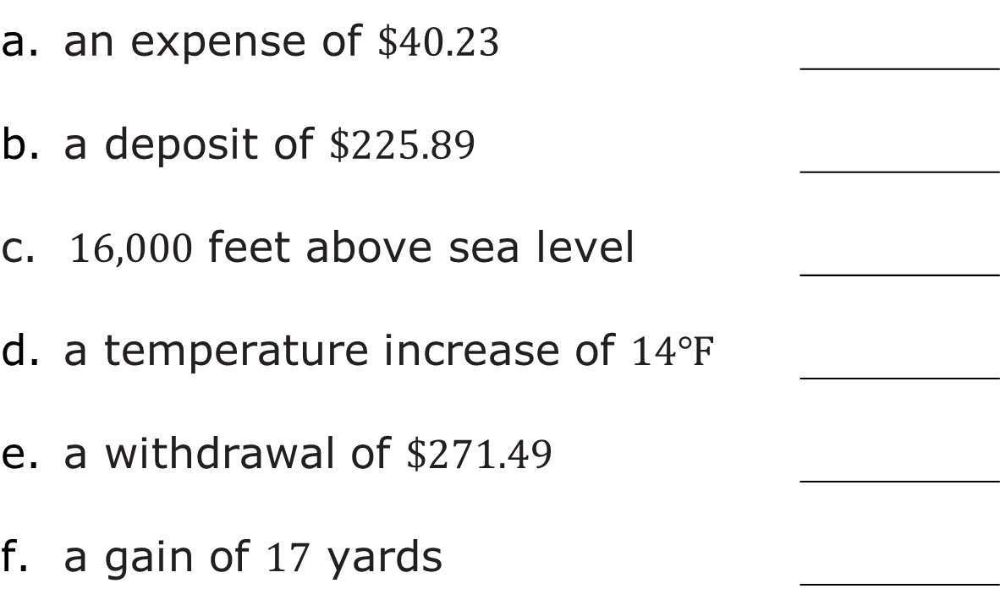 a. an expense of $40.23
b. a deposit of $225.89
c. 16,000 feet above sea level
d. a temperature increase of 14°F
e. a withdrawal of $271.49
f. a gain of 17 yards